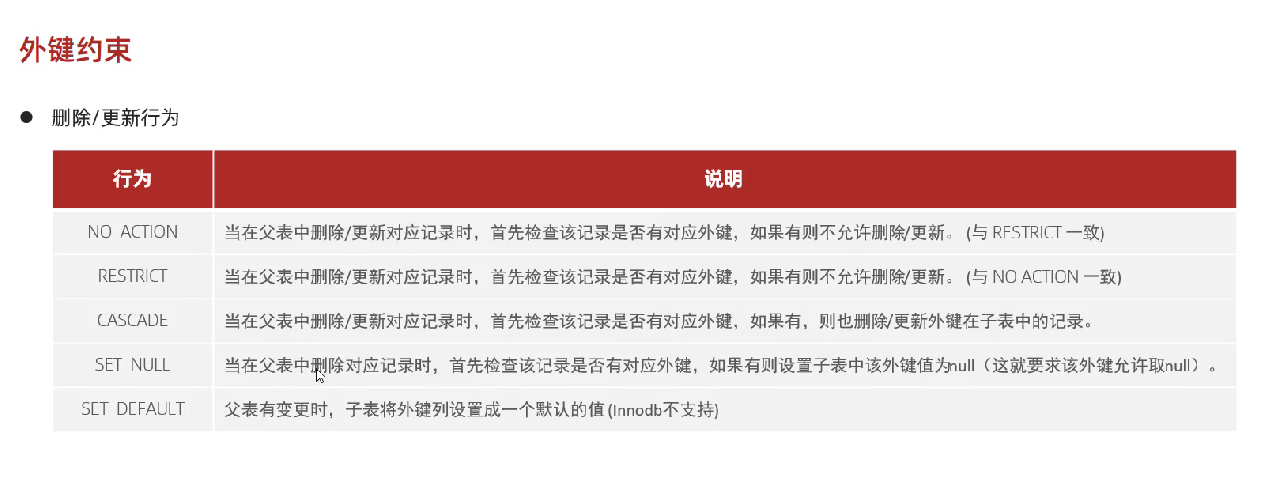 外键约束
● 删除/更新行为
行为 说明
NO ACTION 当在父表中删除/更新对应记录时，首先检查该记录是否有对应外键，如果有则不允许删除/更新。 (与 RESTRICT 一致)
RESTRICT 当在父表中删除/更新对应记录时，首先检查该记录是否有对应外键，如果有则不允许删除/更新。 (与 NO ACTION 一致)
CASCADE 当在父表中删除/更新对应记录时，首先检查该记录是否有对应外键，如果有，则也删除/更新外键在子表中的记录。
SET NULL 当在父表中删除对应记录时，首先检查该记录是否有对应外键，如果有则设置子表中该外键值为null（这就要求该外键允许取null）。
SET DEFAULT 父表有变更时，子表将外键列设置成一个默认的值 (Innodb不支持)